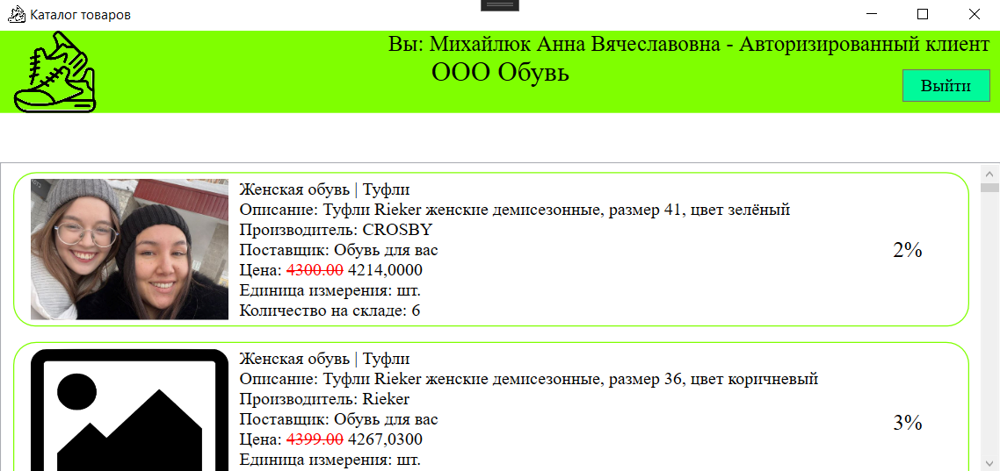 Каталог товаров
Вы: Михайлюк Анна Вячеславовна - Авторизированный клиент
ООО Обувь
Выйти
Женская обувь | Туфли
Описание: Туфли Rieker женские демисезонные, размер 41, цвет зелёный
Производитель: CROSBY
Поставщик: Обувь для вас
Цена: 4300.00 4214,0000
Единица измерения: шт.
Количество на складе: 6
2%
Женская обувь | Туфли
Описание: Туфли Rieker женские демисезонные, размер 36, цвет коричневый
Производитель: Rieker
Поставщик: Обувь для вас
Цена: 4399.00 4267,0300
Единица измерения: шт.
3%